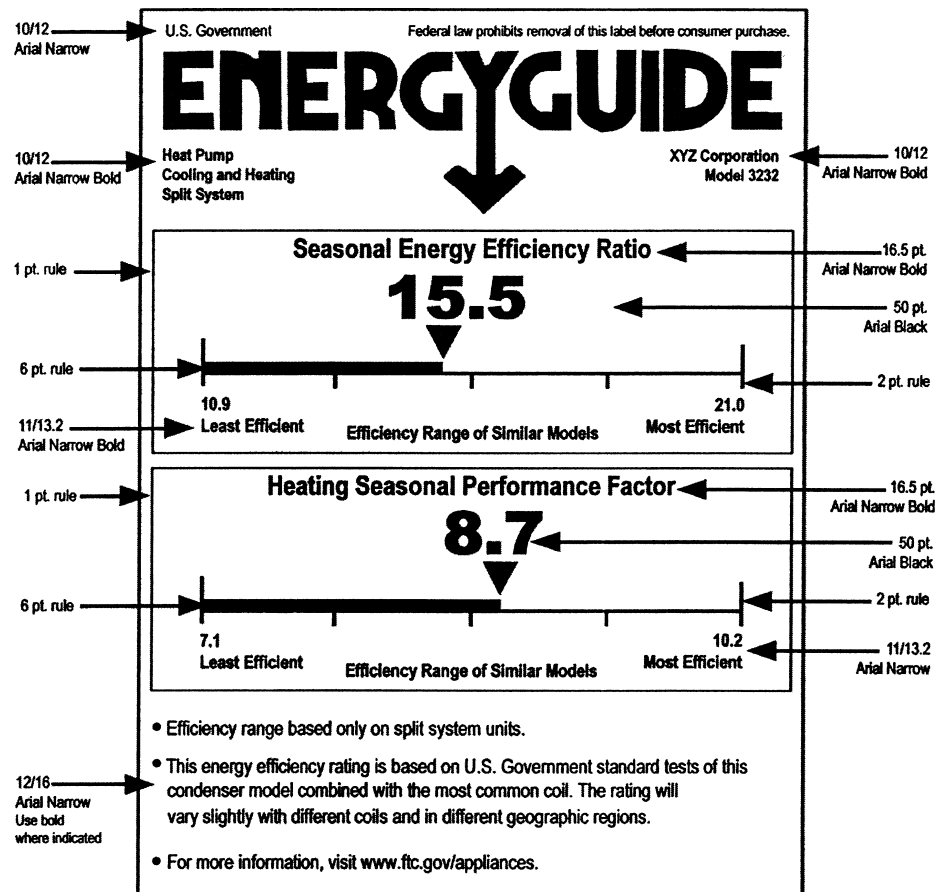 10/12
Arial Narrow
U.S. Government
Federal law prohibits removal of this label before consumer purchase.
ENERGYGUIDE
10/12
Arial Narrow Bold
Heat Pump
Cooling and Heating
Split System
XYZ Corporation
Model 3232
10/12
Arial Narrow Bold
Seasonal Energy Efficiency Ratio
16.5 pt.
Arial Narrow Bold
1 pt. rule
15.5
50 pt.
Arial Black
6 pt. rule
2 pt. rule
10.9
21.0
11/13.2
Arial Narrow Bold
Least Efficient
Efficiency Range of Similar Models
Most Efficient
1 pt. rule
Heating Seasonal Performance Factor
16.5 pt.
Arial Narrow Bold
8.7
50 pt.
Arial Black
6 pt. rule
2 pt. rule
7.1
10.2
Least Efficient
Efficiency Range of Similar Models
Most Efficient
11/13.2
Arial Narrow
• Efficiency range based only on split system units.
• This energy efficiency rating is based on U.S. Government standard tests of this
condenser model combined with the most common coil. The rating will
vary slightly with different coils and in different geographic regions.
12/16
Arial Narrow
Use bold
where indicated
• For more information, visit www.ftc.gov/appliances.